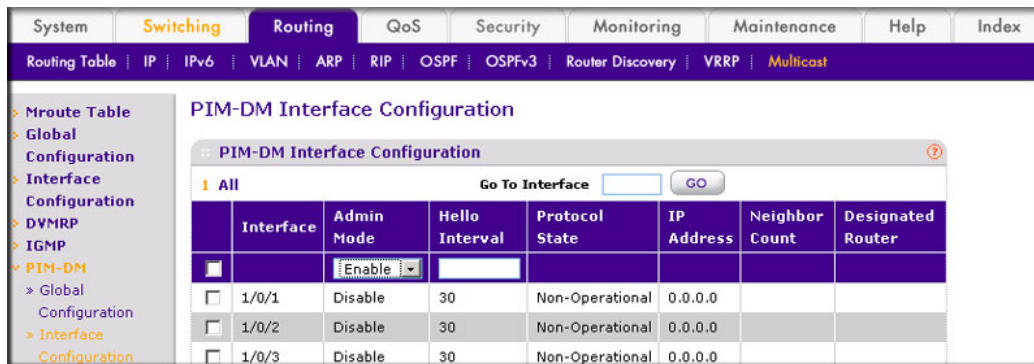 System Switching Routing QoS Security Monitoring Maintenance Help Index
Routing Table IP IPv6 VLAN ARP RIP OSPF OSPFv3 Router Discovery VRRP Multicast
Mroute Table
Global
Configuration
Interface
Configuration
DVMRP
IGMP
PIM-DM
» Global
Configuration
» Interface
Configuration
PIM-DM Interface Configuration
PIM-DM Interface Configuration ?
1 All Go To Interface GO
Interface Admin Mode Hello Interval Protocol State IP Address Neighbor Count Designated Router
Enable
1/0/1 Disable 30 Non-Operational 0.0.0.0
1/0/2 Disable 30 Non-Operational 0.0.0.0
1/0/3 Disable 30 Non-Operational 0.0.0.0